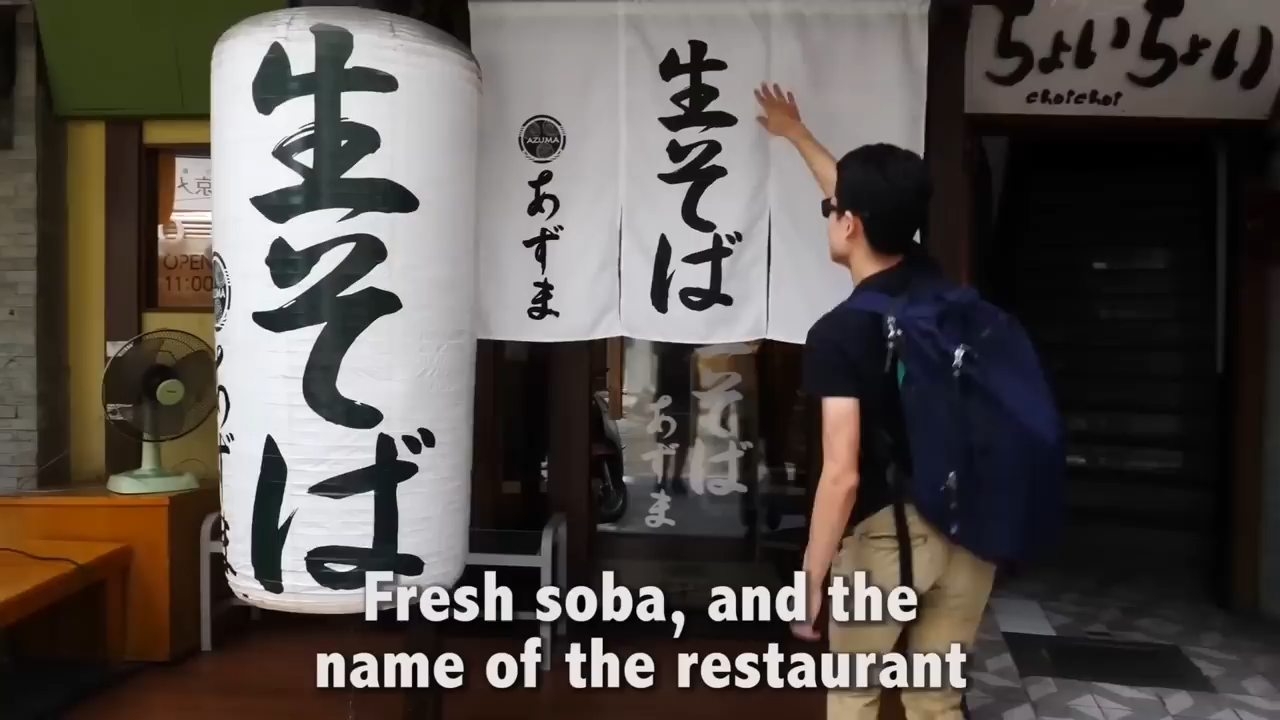 生そば
AZUMA
あずま
生そば
ちょいちょい
choichoi
OPEN
11:00
そば
あずま
Fresh soba, and the
name of the restaurant